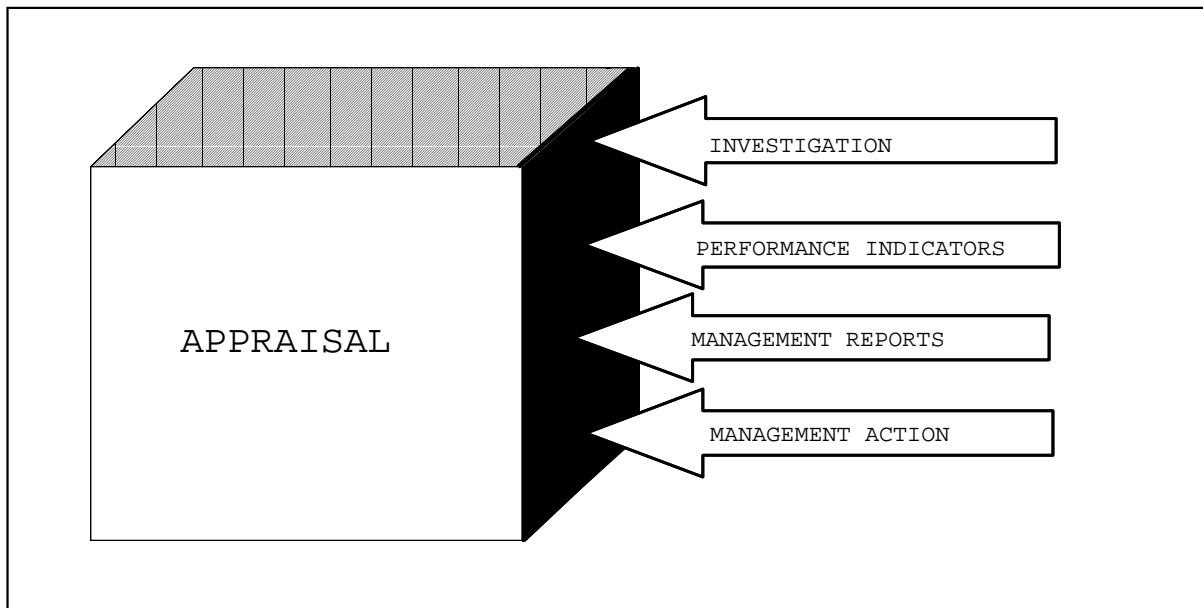 INVESTIGATION
PERFORMANCE INDICATORS
APPRAISAL
MANAGEMENT REPORTS
MANAGEMENT ACTION